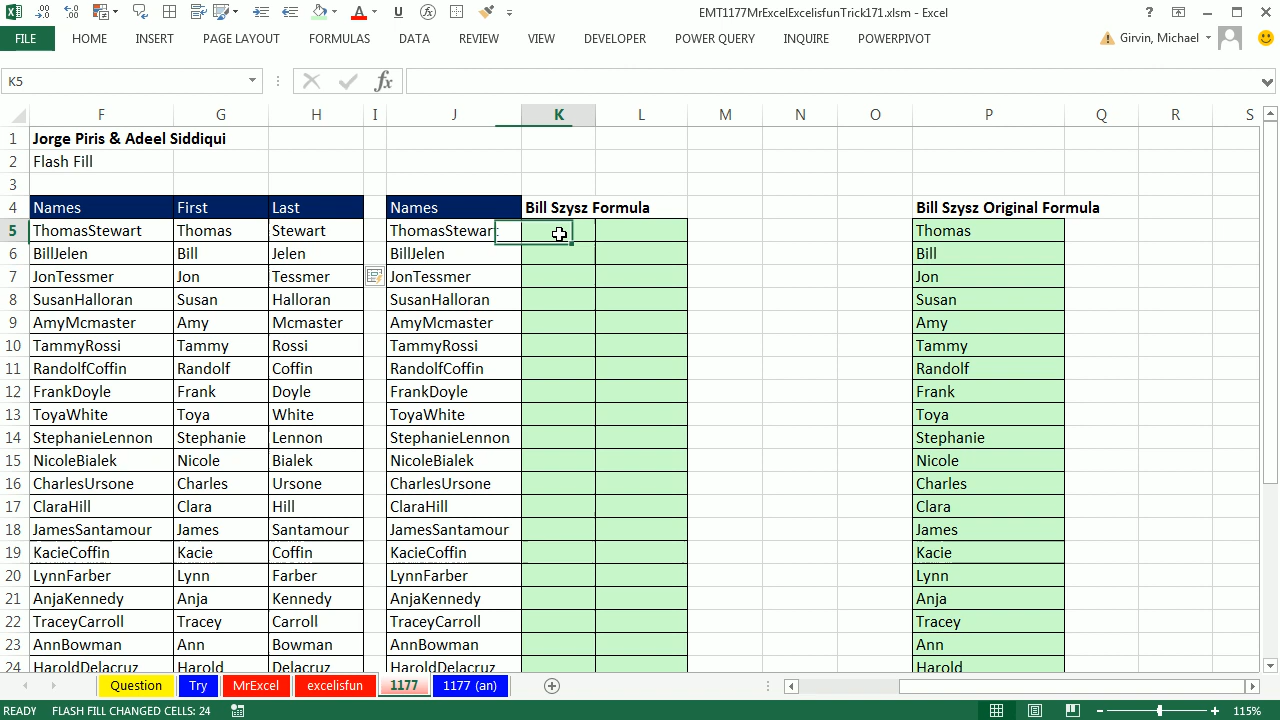 EMT1177MrExcelExcelisfunTrick171.xlsm - Excel
FILE HOME INSERT PAGE LAYOUT FORMULAS DATA REVIEW VIEW DEVELOPER POWER QUERY INQUIRE POWERPIVOT Girvin, Michael
K5 fx
F G H I J K L M N O P Q R S
1 Jorge Piris & Adeel Siddiqui
2 Flash Fill
3
4 Names First Last Names Bill Szysz Formula Bill Szysz Original Formula
5 ThomasStewart Thomas Stewart ThomasStewart Thomas
6 BillJelen Bill Jelen BillJelen Bill
7 JonTessmer Jon Tessmer JonTessmer Jon
8 SusanHalloran Susan Halloran SusanHalloran Susan
9 AmyMcmaster Amy Mcmaster AmyMcmaster Amy
10 TammyRossi Tammy Rossi TammyRossi Tammy
11 RandolfCoffin Randolf Coffin RandolfCoffin Randolf
12 FrankDoyle Frank Doyle FrankDoyle Frank
13 ToyaWhite Toya White ToyaWhite Toya
14 StephanieLennon Stephanie Lennon StephanieLennon Stephanie
15 NicoleBialek Nicole Bialek NicoleBialek Nicole
16 CharlesUrsone Charles Ursone CharlesUrsone Charles
17 ClaraHill Clara Hill ClaraHill Clara
18 JamesSantamour James Santamour JamesSantamour James
19 KacieCoffin Kacie Coffin KacieCoffin Kacie
20 LynnFarber Lynn Farber LynnFarber Lynn
21 AnjaKennedy Anja Kennedy AnjaKennedy Anja
22 TraceyCarroll Tracey Carroll TraceyCarroll Tracey
23 AnnBowman Ann Bowman AnnBowman Ann
24 HaroldDelacruz Harold Delacruz HaroldDelacruz Harold
Question Try MrExcel excelisfun 1177 1177 (an)
READY FLASH FILL CHANGED CELLS: 24 115%